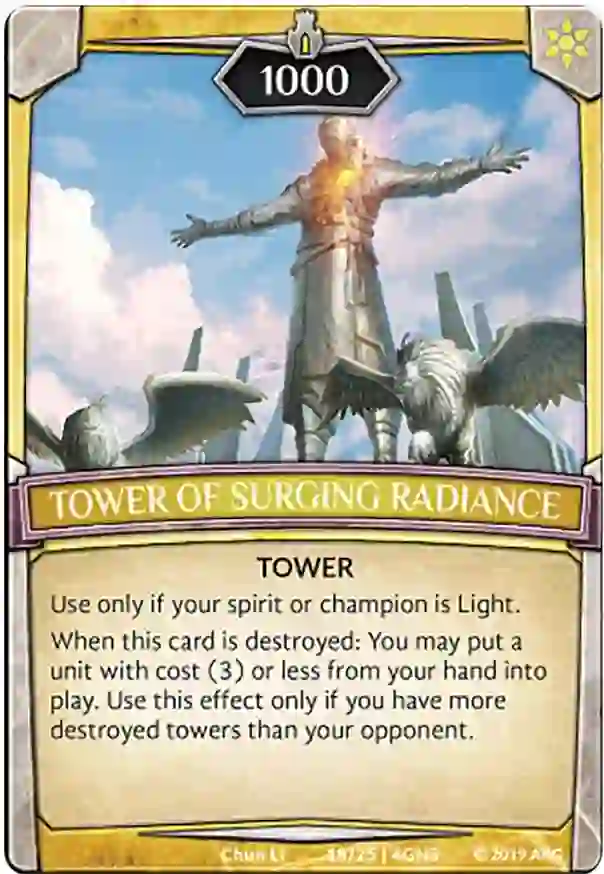 1000
TOWER OF SURGING RADIANCE
TOWER
Use only if your spirit or champion is Light.
When this card is destroyed: You may put a
unit with cost (3) or less from your hand into
play. Use this effect only if you have more
destroyed towers than your opponent.
Chun Li © 2019 ARG